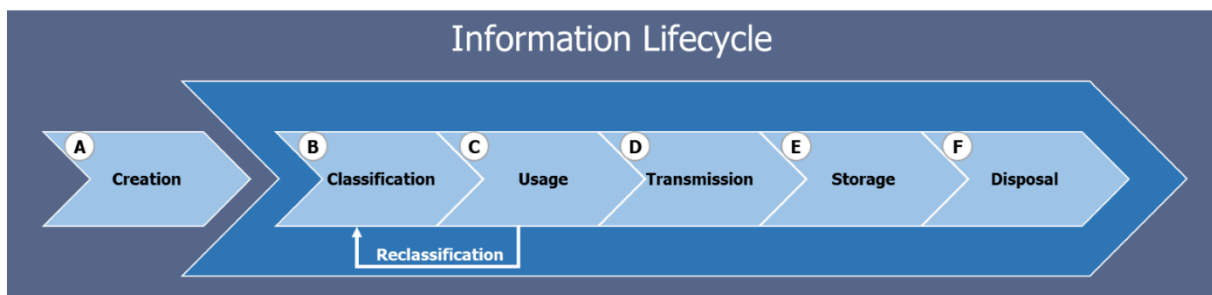 Information Lifecycle
A
Creation
B
Classification
C
Usage
D
Transmission
E
Storage
F
Disposal
Reclassification